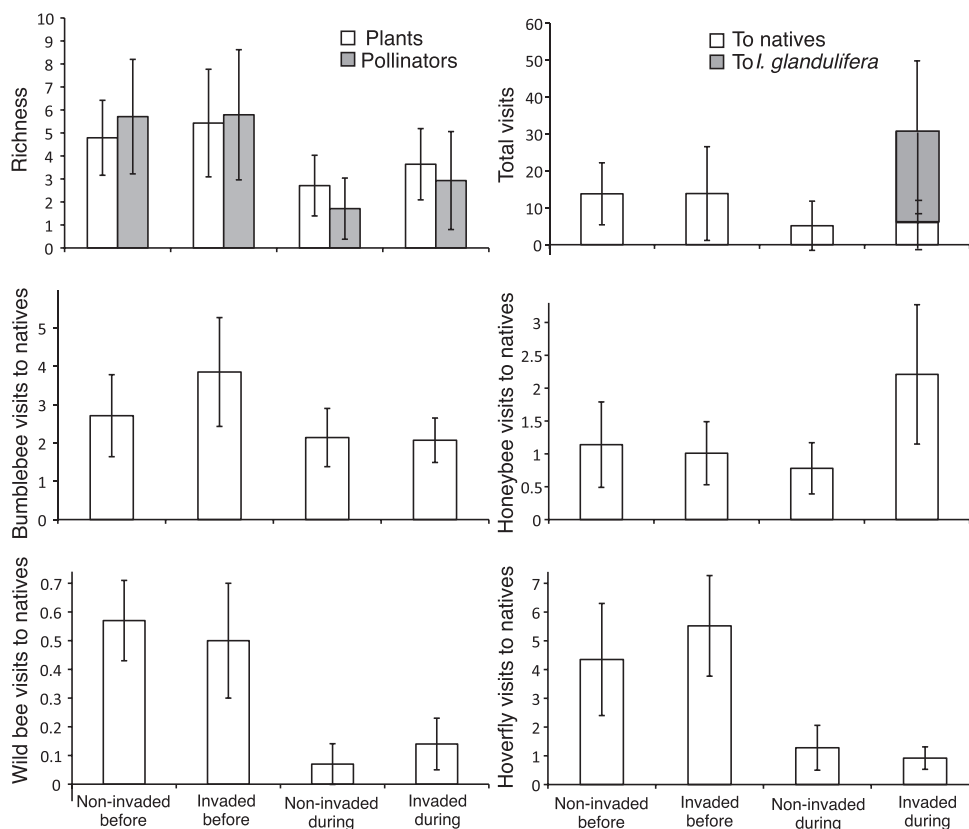 Richness
10
9
8
7
6
5
4
3
2
1
0
Plants
Pollinators
Total visits
60
50
40
30
20
10
0
To natives
To I. glandulifera
Bumblebee visits to natives
5
4
3
2
1
0
Honeybee visits to natives
3
2.5
2
1.5
1
0.5
0
Wild bee visits to natives
0.7
0.6
0.5
0.4
0.3
0.2
0.1
0
Non-invaded before
Invaded before
Non-invaded during
Invaded during
Hoverfly visits to natives
7
6
5
4
3
2
1
0
Non-invaded before
Invaded before
Non-invaded during
Invaded during